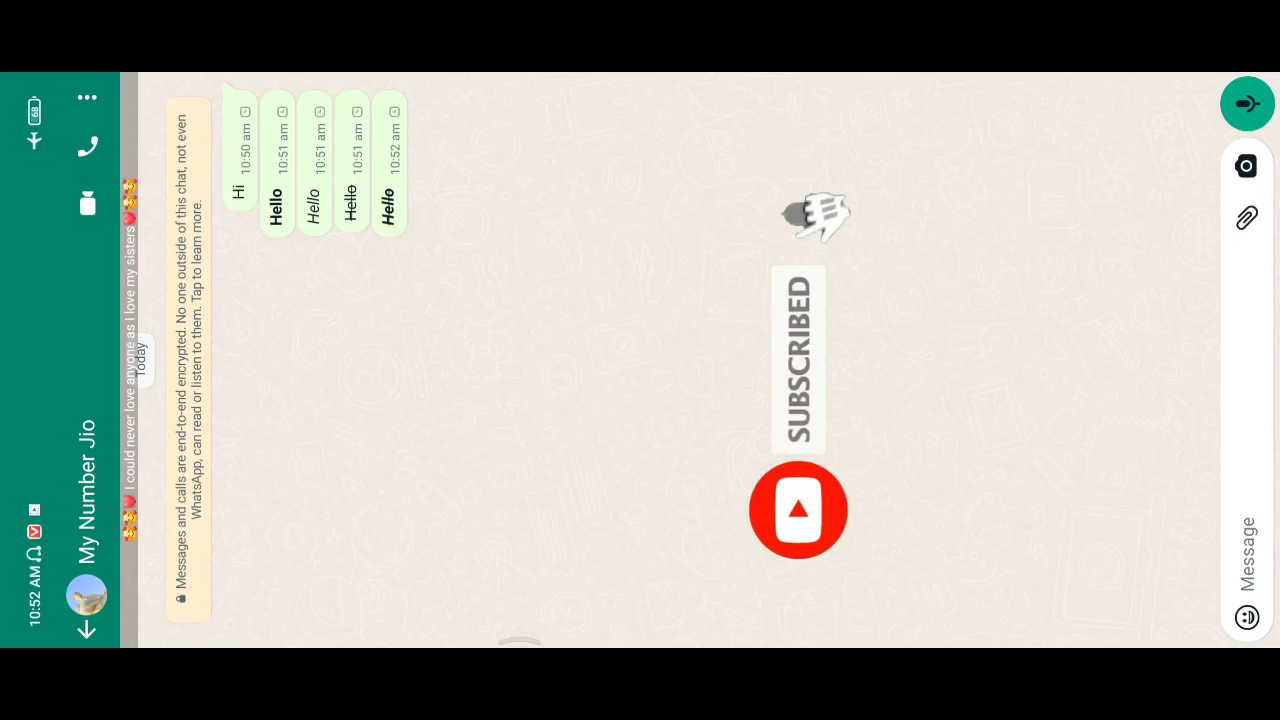 10:52 AM
68
My Number Jio
🥰🥰❤️ I could never love anyone as I love my sisters❤️🥰🥰
Today
Messages and calls are end-to-end encrypted. No one outside of this chat, not even
WhatsApp, can read or listen to them. Tap to learn more.
Hi 10:50 am
Hello 10:51 am
Hello 10:51 am
Hello 10:51 am
Hello 10:52 am
SUBSCRIBED
Message